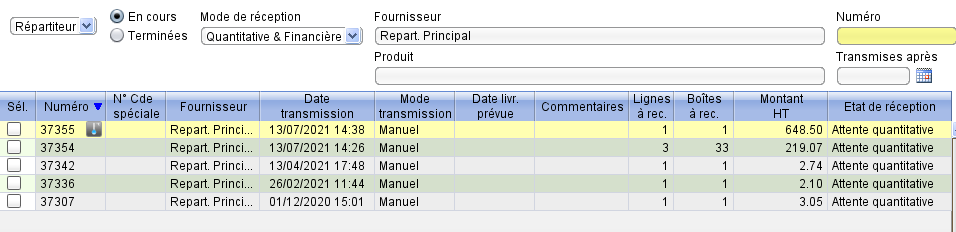 Répartiteur
En cours
Terminées
Mode de réception
Quantitative & Financière
Fournisseur
Repart. Principal
Produit
Numéro
Transmises après
Sél. Numéro N° Cde spéciale Fournisseur Date transmission Mode transmission Date livr. prévue Commentaires Lignes à rec. Boîtes à rec. Montant HT Etat de réception
37355 Repart. Princi... 13/07/2021 14:38 Manuel 1 1 648.50 Attente quantitative
37354 Repart. Princi... 13/07/2021 14:26 Manuel 3 33 219.07 Attente quantitative
37342 Repart. Princi... 13/04/2021 17:48 Manuel 1 1 2.74 Attente quantitative
37336 Repart. Princi... 26/02/2021 11:44 Manuel 1 1 2.10 Attente quantitative
37307 Repart. Princi... 01/12/2020 15:01 Manuel 1 1 3.05 Attente quantitative